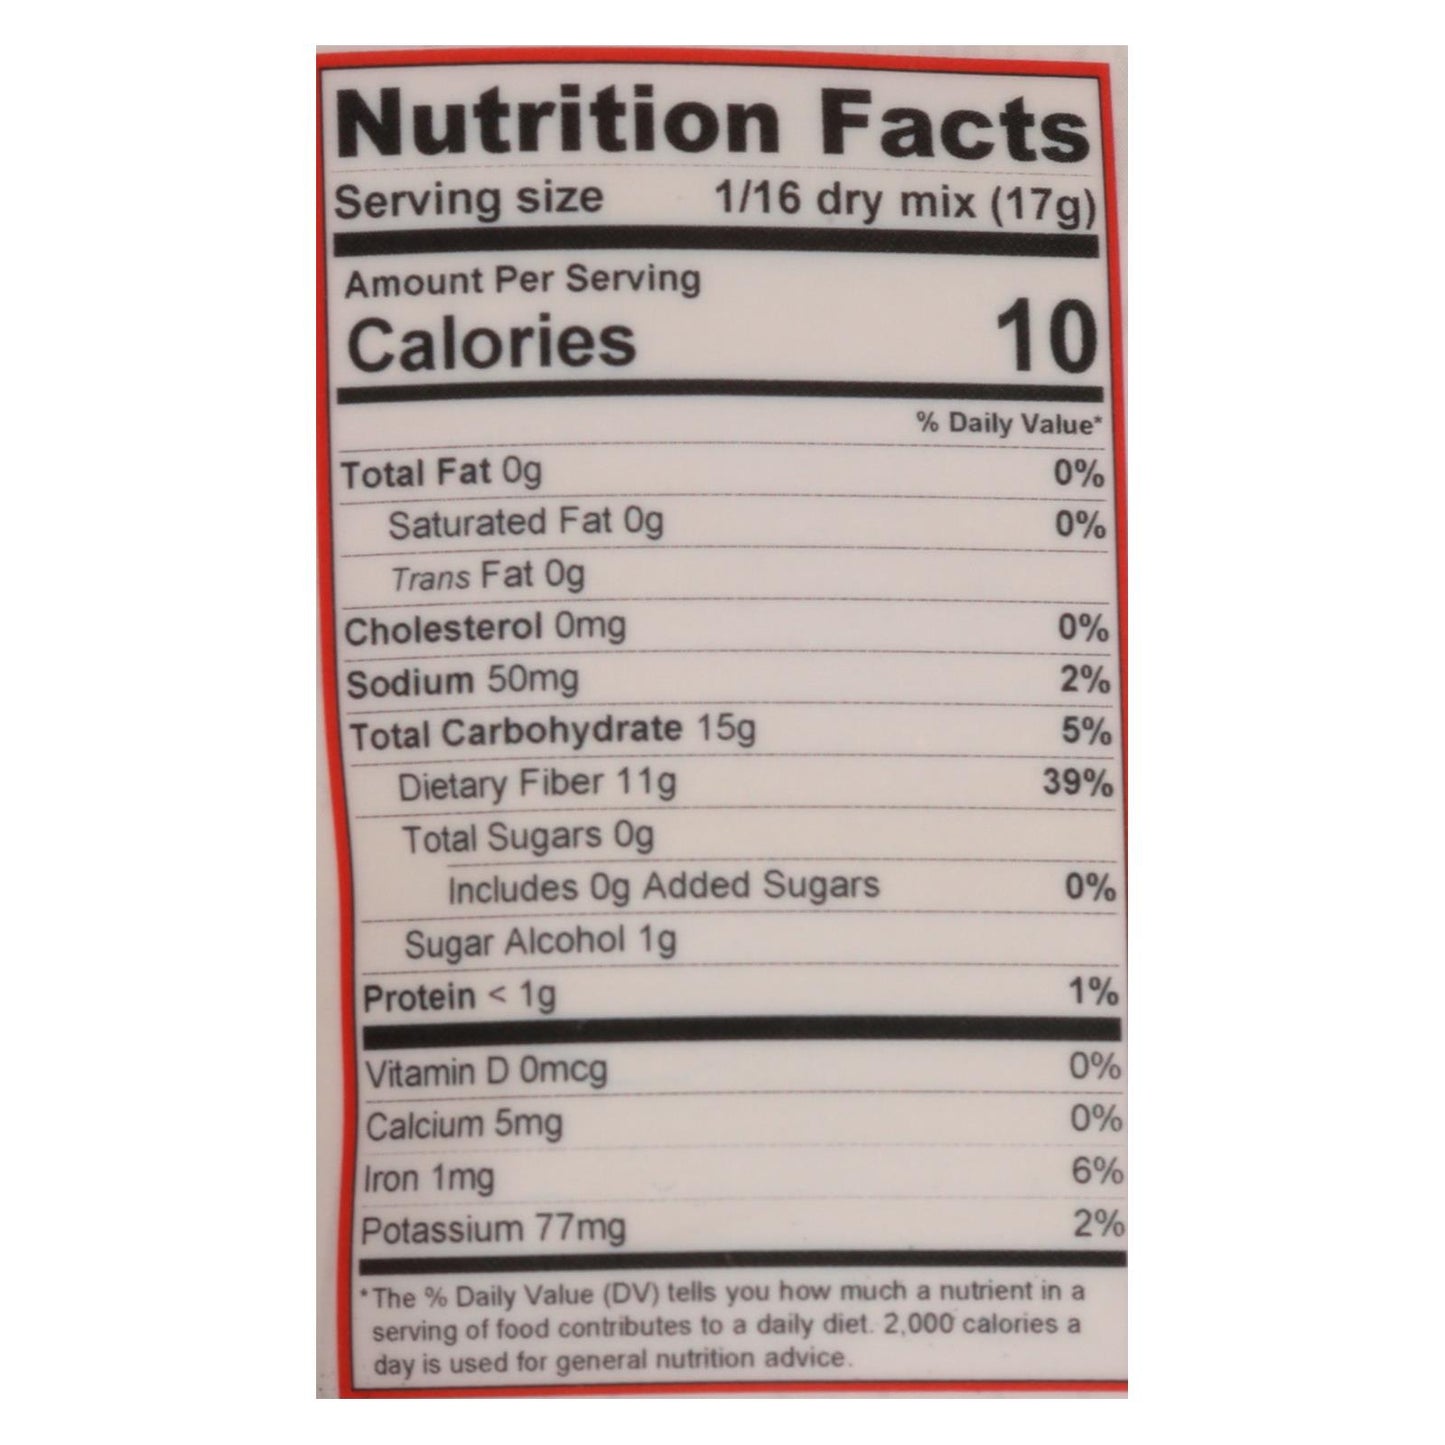 Nutrition Facts
Serving size 1/16 dry mix (17g)
Amount Per Serving
Calories 10
% Daily Value*
Total Fat 0g 0%
Saturated Fat 0g 0%
Trans Fat 0g
Cholesterol 0mg 0%
Sodium 50mg 2%
Total Carbohydrate 15g 5%
Dietary Fiber 11g 39%
Total Sugars 0g
Includes 0g Added Sugars 0%
Sugar Alcohol 1g
Protein < 1g 1%
Vitamin D 0mcg 0%
Calcium 5mg 0%
Iron 1mg 6%
Potassium 77mg 2%
*The % Daily Value (DV) tells you how much a nutrient in a
serving of food contributes to a daily diet. 2,000 calories a
day is used for general nutrition advice.